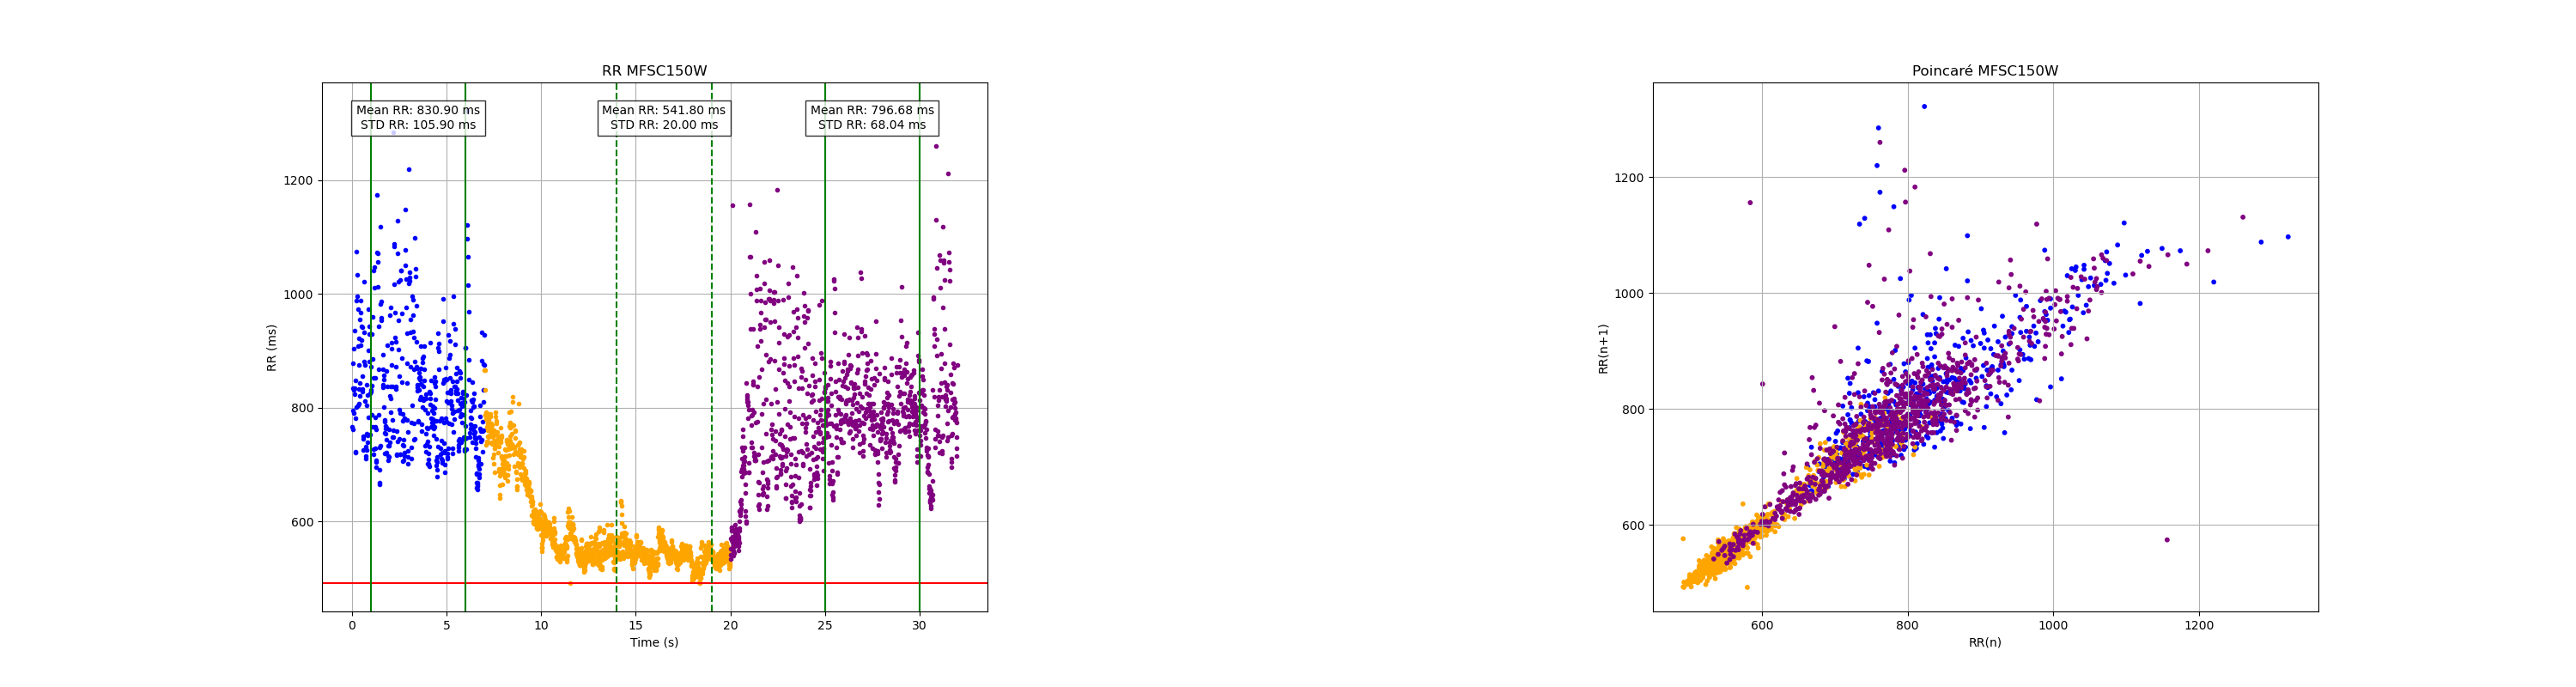 RR MFSC150W
Mean RR: 830.90 ms
STD RR: 105.90 ms
Mean RR: 541.80 ms
STD RR: 20.00 ms
Mean RR: 796.68 ms
STD RR: 68.04 ms
RR (ms)
1200
1000
800
600
0 5 10 15 20 25 30
Time (s)
Poincaré MFSC150W
RR(n+1)
1200
1000
800
600
600 800 1000 1200
RR(n)